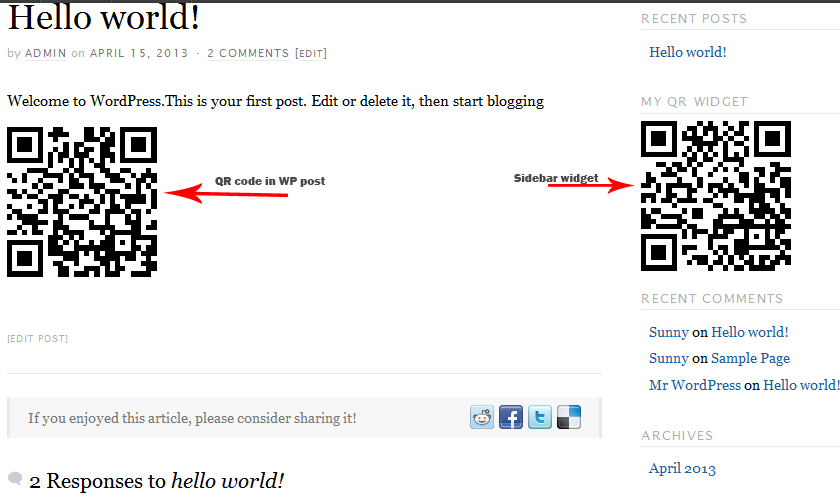 Hello world!
by ADMIN on APRIL 15, 2013 - 2 COMMENTS [EDIT]
Welcome to WordPress.This is your first post. Edit or delete it, then start blogging
QR code in WP post
[EDIT POST]
If you enjoyed this article, please consider sharing it!
2 Responses to hello world!
RECENT POSTS
Hello world!
MY QR WIDGET
Sidebar widget
RECENT COMMENTS
Sunny on Hello world!
Sunny on Sample Page
Mr WordPress on Hello world!
ARCHIVES
April 2013